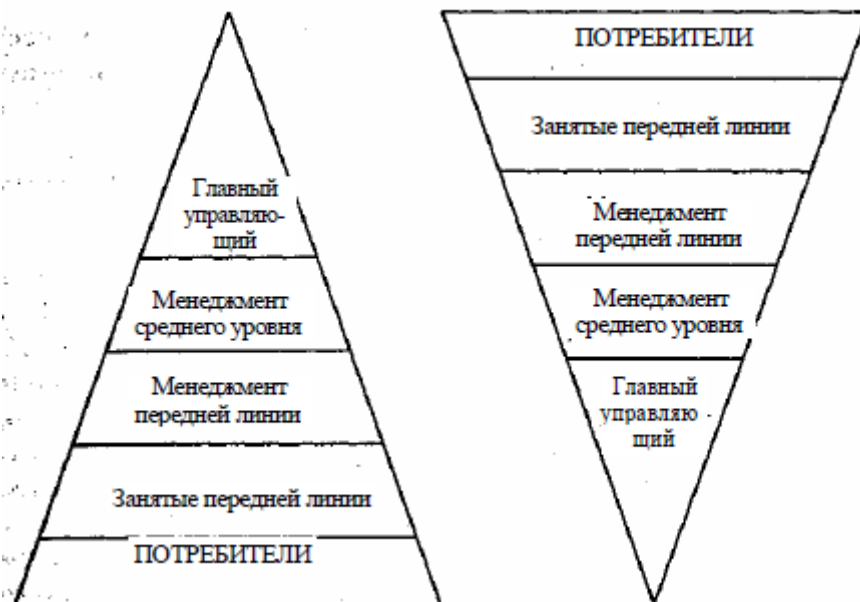 Главный
управляю-
щий
Менеджмент
среднего уровня
Менеджмент
передней линии
Занятые передней линии
ПОТРЕБИТЕЛИ
ПОТРЕБИТЕЛИ
Занятые передней линии
Менеджмент
передней линии
Менеджмент
среднего уровня
Главный
управляю -
щий